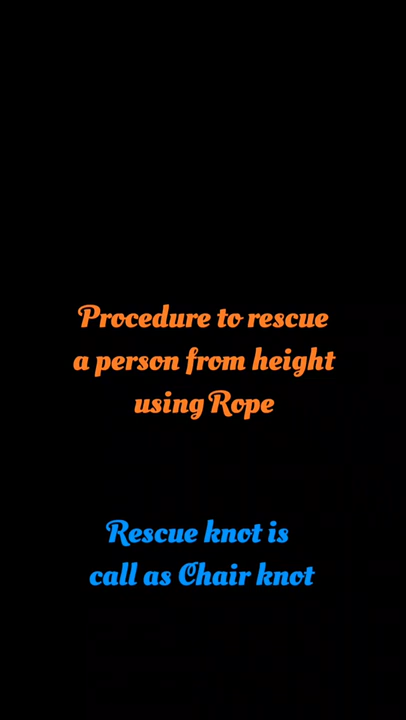 Procedure to rescue
a person from height
using Rope
Rescue knot is
call as Chair knot